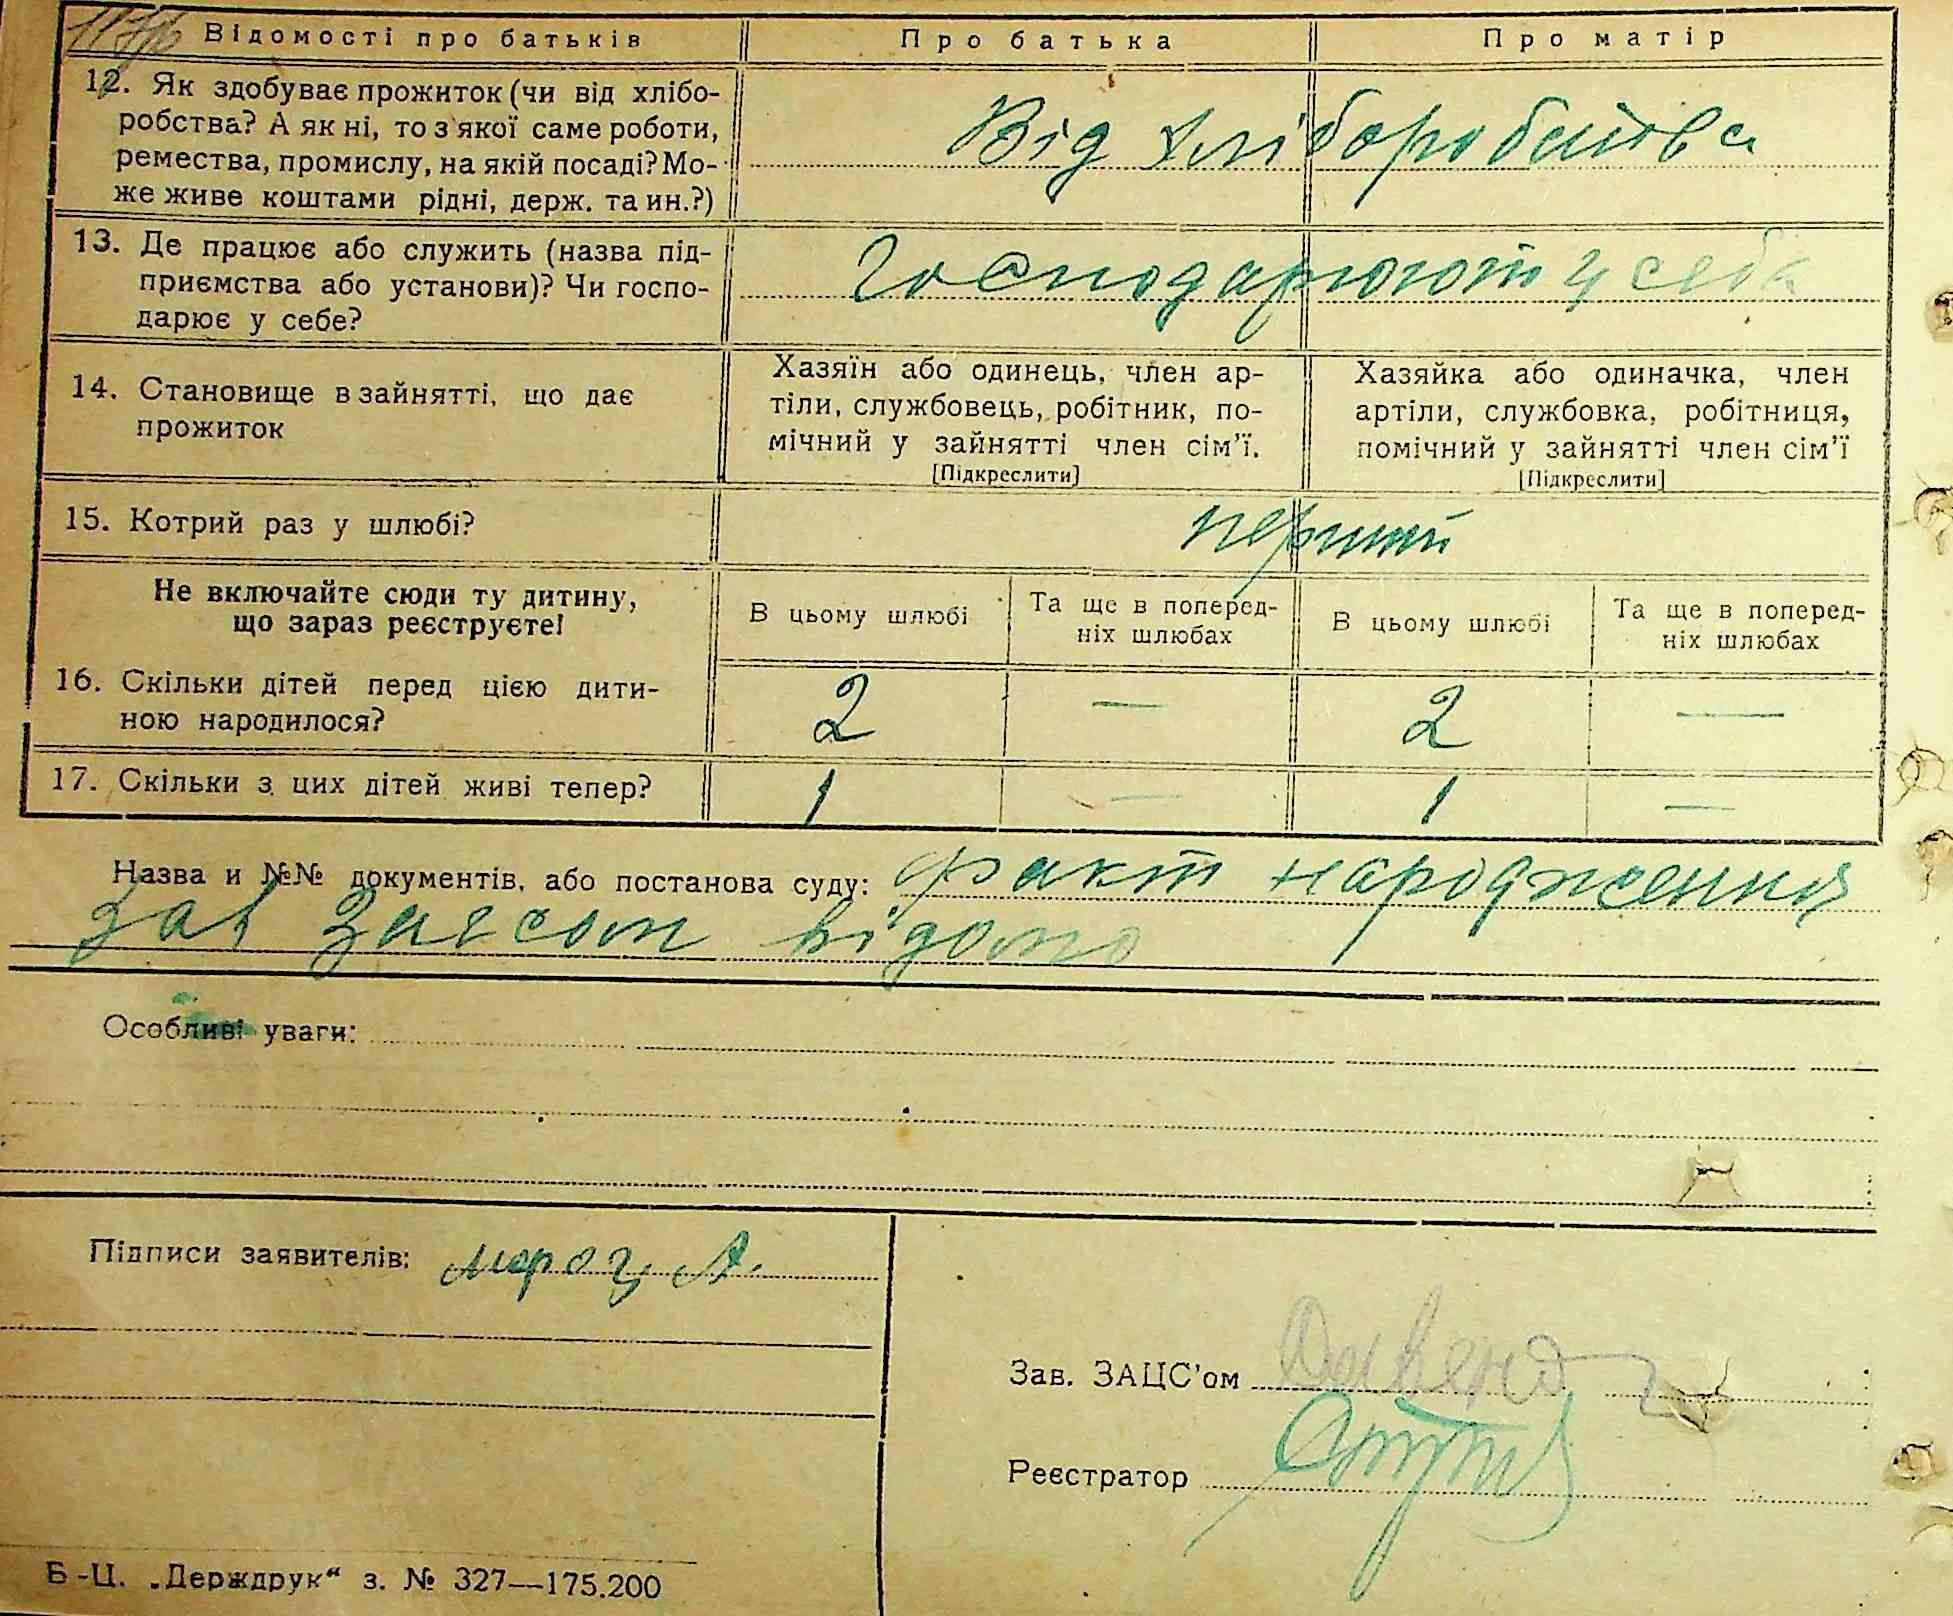 Відомості про батьків Про батька Про матір
12. Як здобуває прожиток (чи від хлібо-
робства? А як ні, то з якої саме роботи,
ремества, промислу, на якій посаді? Мо-
же живе коштами рідні, держ. та ин.?)
Від хліборобства
13. Де працює або служить (назва під-
приємства або установи)? Чи госпо-
дарює у себе?
Господарюють у себе
14. Становище в зайнятті, що дає
прожиток
Хазяїн або одинець, член ар-
тіли, службовець, робітник, по-
мічний у зайнятті член сім'ї.
[Підкреслити]
Хазяйка або одиначка, член
артіли, службовка, робітниця,
помічний у зайнятті член сім'ї
[Підкреслити]
15. Котрий раз у шлюбі? перший
Не включайте сюди ту дитину,
що зараз реєструєте!
В цьому шлюбі
Та ще в поперед-
ніх шлюбах
В цьому шлюбі
Та ще в поперед-
ніх шлюбах
16. Скільки дітей перед цією дити-
ною народилося?
2 — 2 —
17. Скільки з цих дітей живі тепер? 1 — 1 —
Назва и №№ документів, або постанова суду: факт народження
зав Загсом відомо
Особливі уваги:
Підписи заявителів: Мороз А.
Зав. ЗАЦС'ом
Реєстратор
Б-Ц. „Держдрук“ з. № 327—175.200